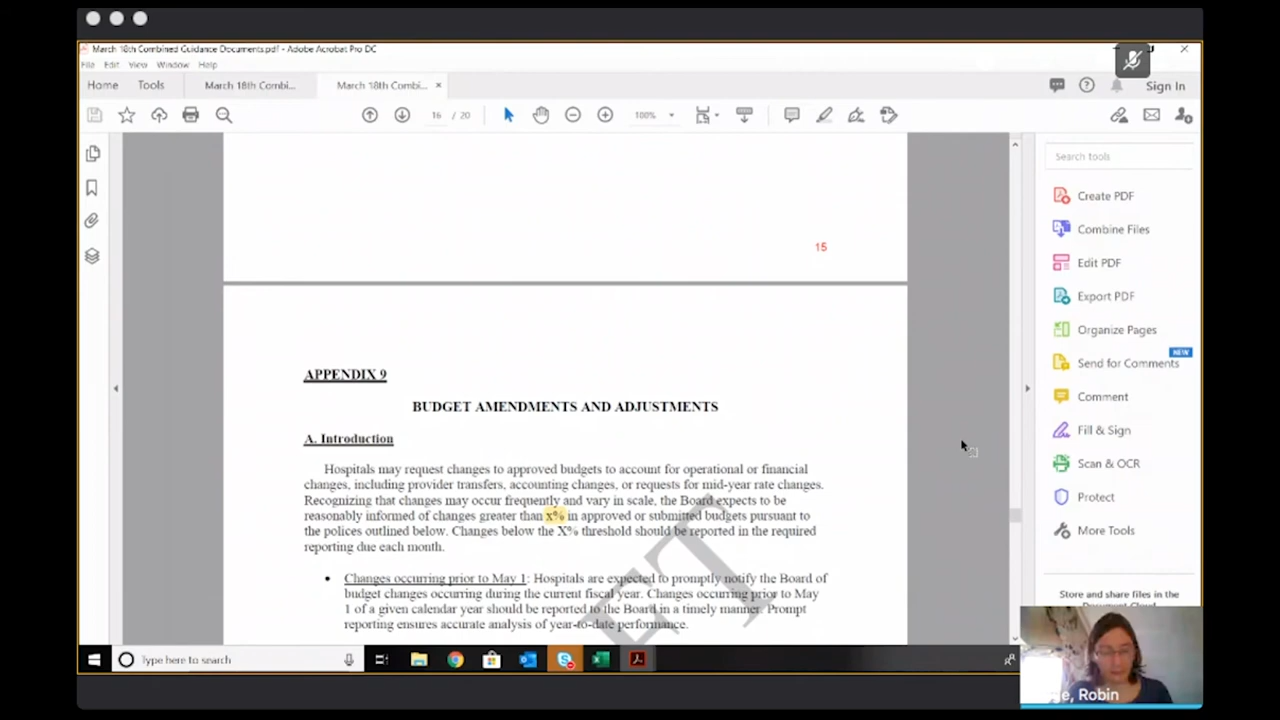 March 18th Combined Guidance Documents.pdf - Adobe Acrobat Pro DC
File Edit View Window Help
Home Tools March 18th Combi... March 18th Combi... × Sign In
16 / 20 100%
Search tools
Create PDF
Combine Files
Edit PDF
Export PDF
Organize Pages
NEW
Send for Comments
Comment
Fill & Sign
Scan & OCR
Protect
More Tools
Store and share files in the
15
APPENDIX 9
BUDGET AMENDMENTS AND ADJUSTMENTS
A. Introduction
Hospitals may request changes to approved budgets to account for operational or financial
changes, including provider transfers, accounting changes, or requests for mid-year rate changes.
Recognizing that changes may occur frequently and vary in scale, the Board expects to be
reasonably informed of changes greater than x% in approved or submitted budgets pursuant to
the polices outlined below. Changes below the X% threshold should be reported in the required
reporting due each month.
• Changes occurring prior to May 1: Hospitals are expected to promptly notify the Board of
budget changes occurring during the current fiscal year. Changes occurring prior to May
1 of a given calendar year should be reported to the Board in a timely manner. Prompt
reporting ensures accurate analysis of year-to-date performance.
Type here to search
Robin